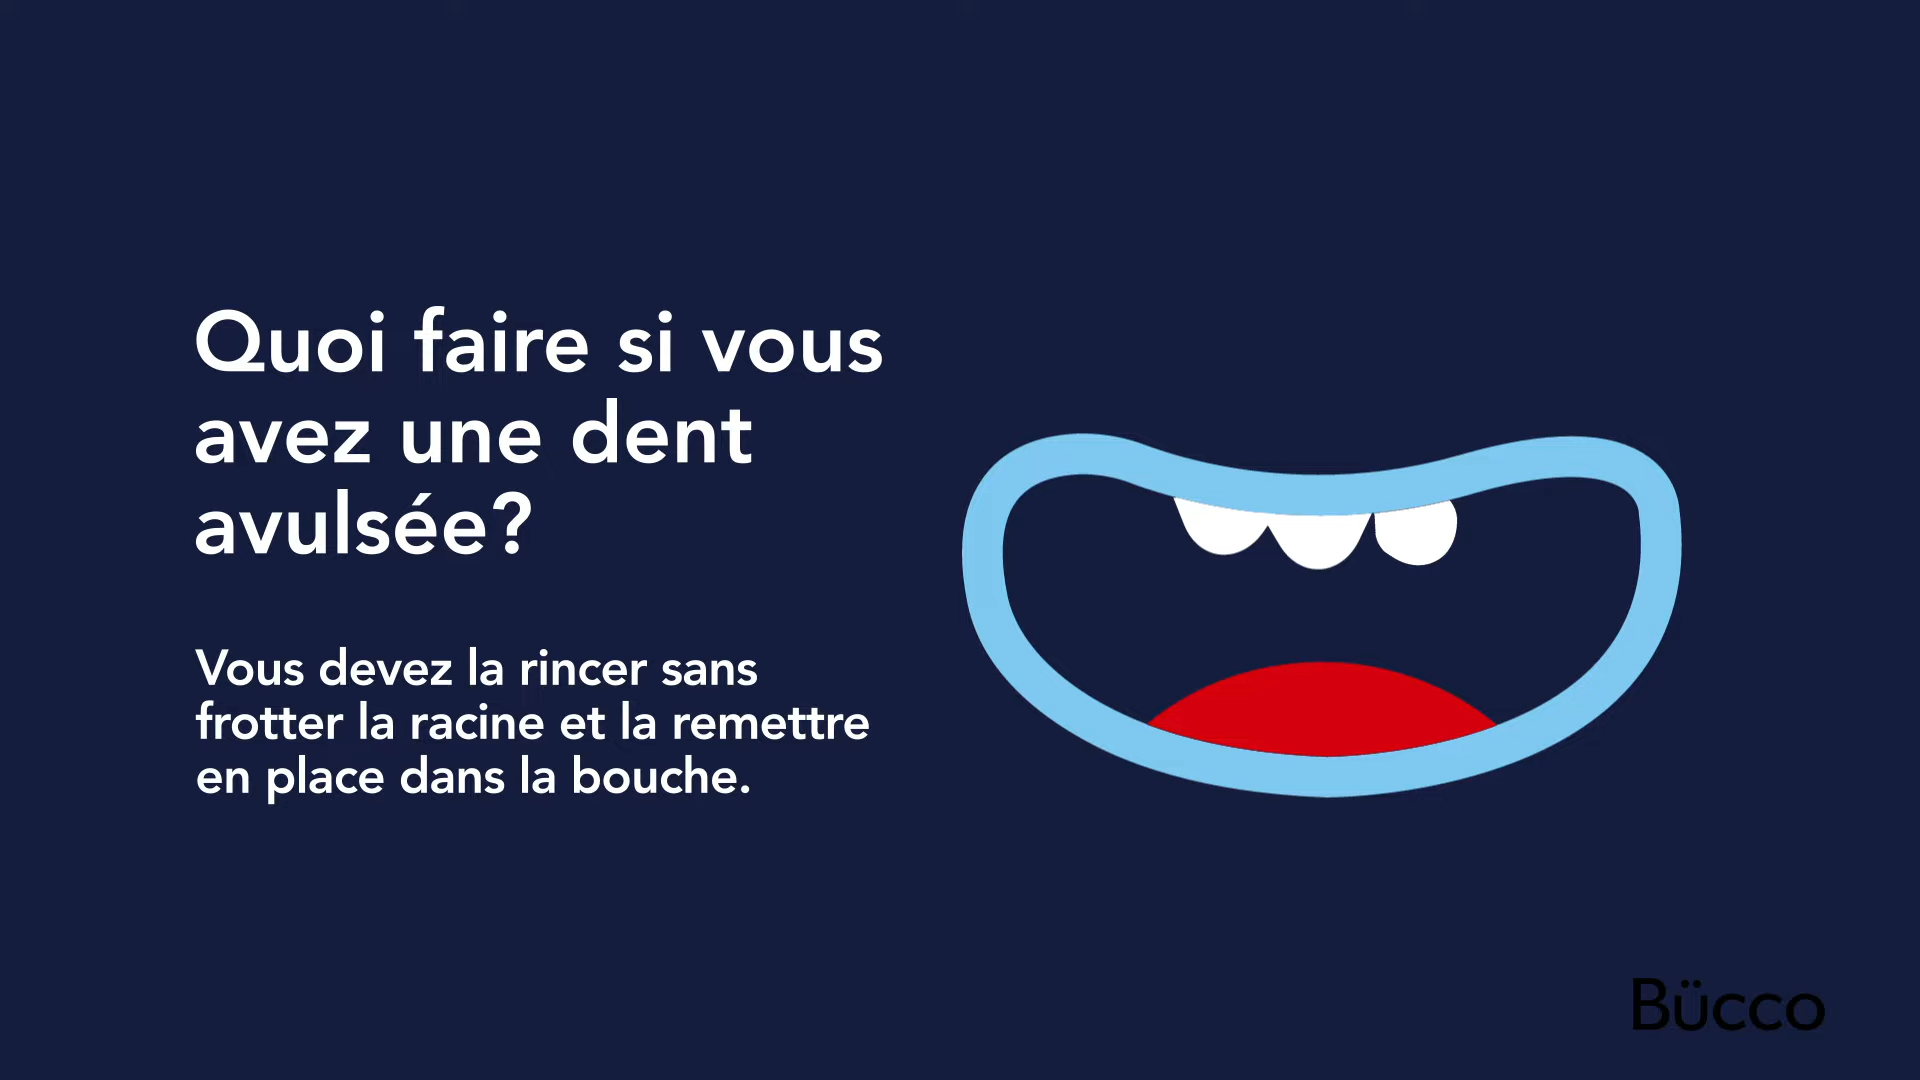 Quoi faire si vous
avez une dent
avulsée?
Vous devez la rincer sans
frotter la racine et la remettre
en place dans la bouche.
Bücco